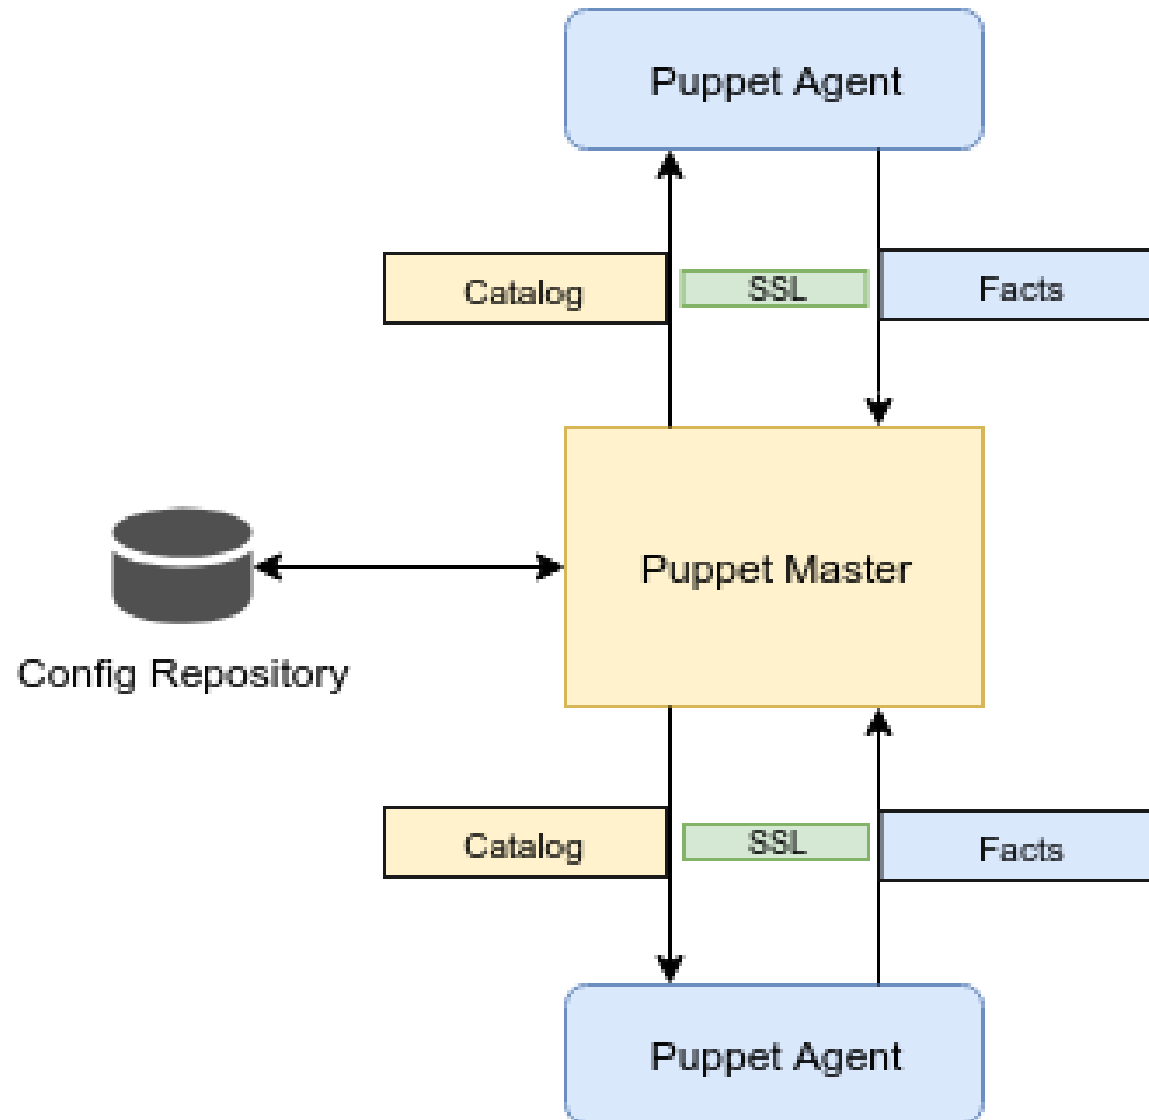 Puppet Agent
Catalog
SSL
Facts
Puppet Master
Config Repository
Catalog
SSL
Facts
Puppet Agent